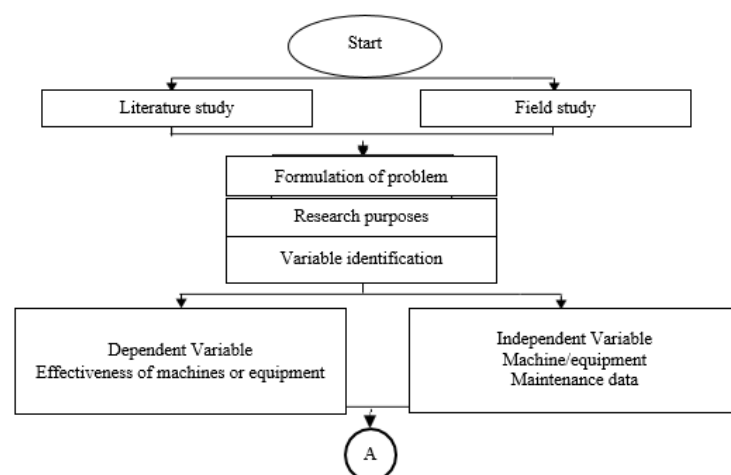 Start
Literature study
Field study
Formulation of problem
Research purposes
Variable identification
Dependent Variable
Effectiveness of machines or equipment
Independent Variable
Machine/equipment
Maintenance data
A